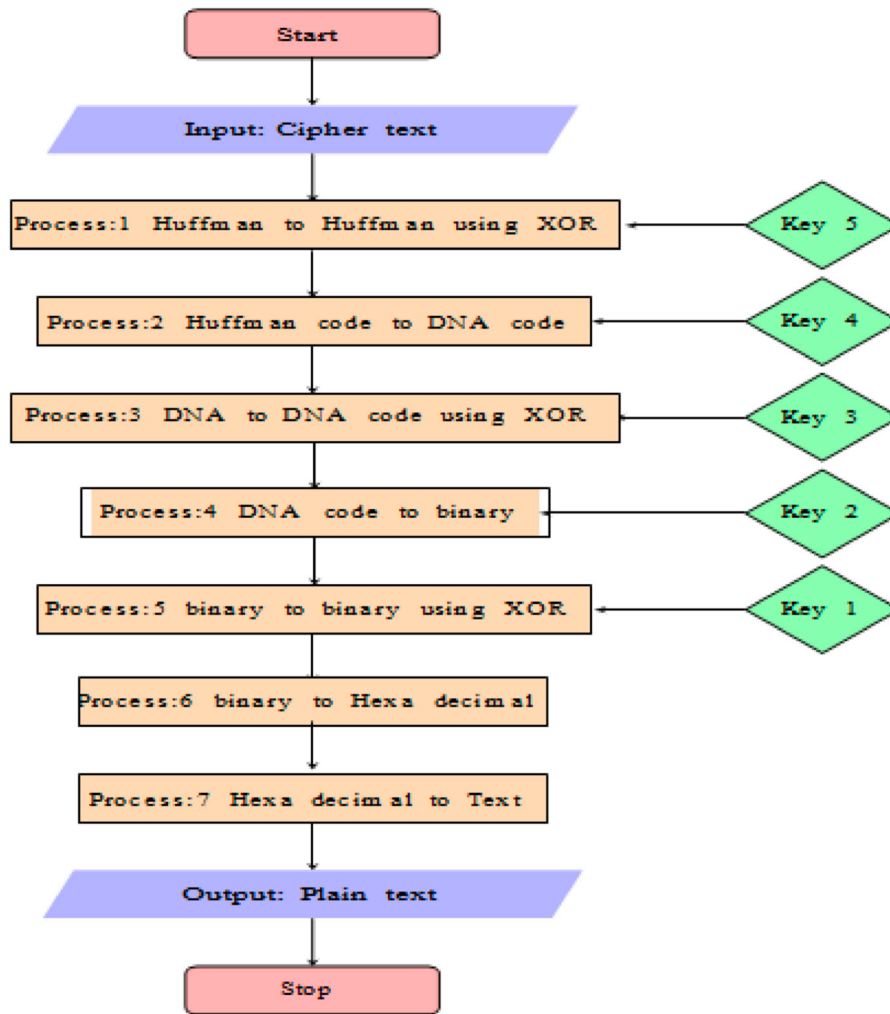 Start
Input: Cipher text
Process:1 Huffman to Huffman using XOR
Key 5
Process:2 Huffman code to DNA code
Key 4
Process:3 DNA to DNA code using XOR
Key 3
Process:4 DNA code to binary
Key 2
Process:5 binary to binary using XOR
Key 1
Process:6 binary to Hexa decimal
Process:7 Hexa decimal to Text
Output: Plain text
Stop